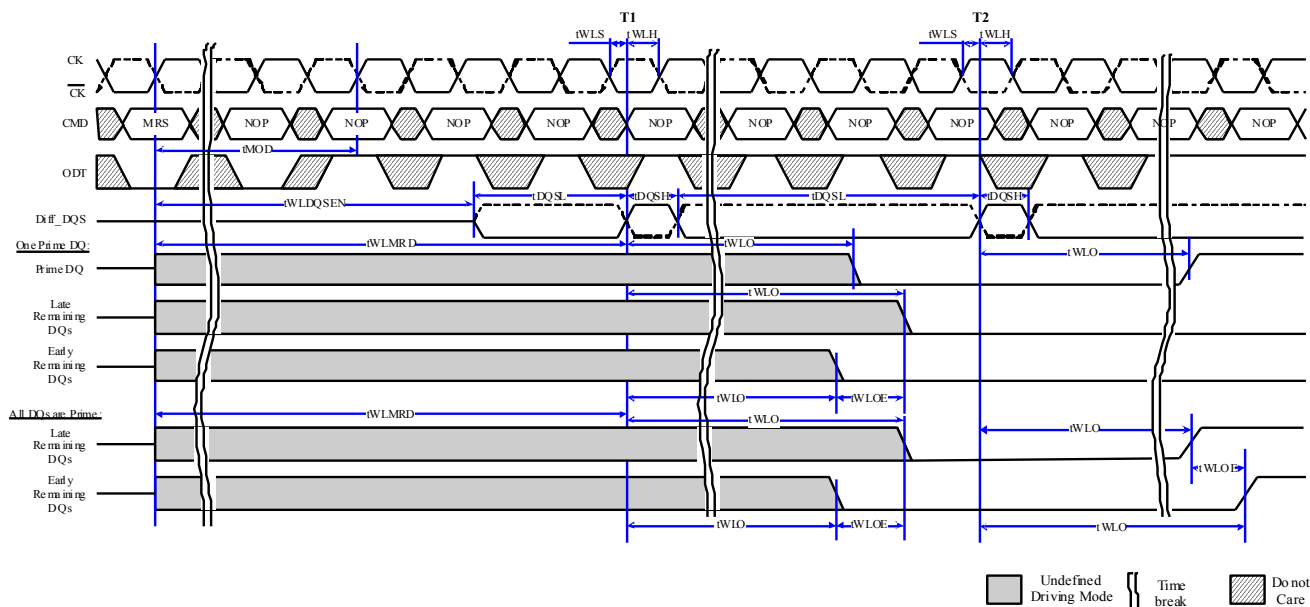 T1
T2
tWLS
tWLH
tWLS
tWLH
CK
CK
CMD
MRS
NOP
NOP
NOP
NOP
NOP
NOP
NOP
NOP
NOP
NOP
NOP
tMOD
ODT
tWLDQSEN
tDQSL
tDQSH
tDQSL
tDQSH
Diff_DQS
One Prime DQ:
tWLMRD
tWLO
tWLO
Prime DQ
Late
Remaining
DQs
tWLO
Early
Remaining
DQs
tWLO
tWLOE
All DQs are Prime:
tWLMRD
tWLO
tWLO
Late
Remaining
DQs
tWLOE
Early
Remaining
DQs
tWLO
tWLOE
tWLO
Undefined
Driving Mode
Time
break
Do not
Care